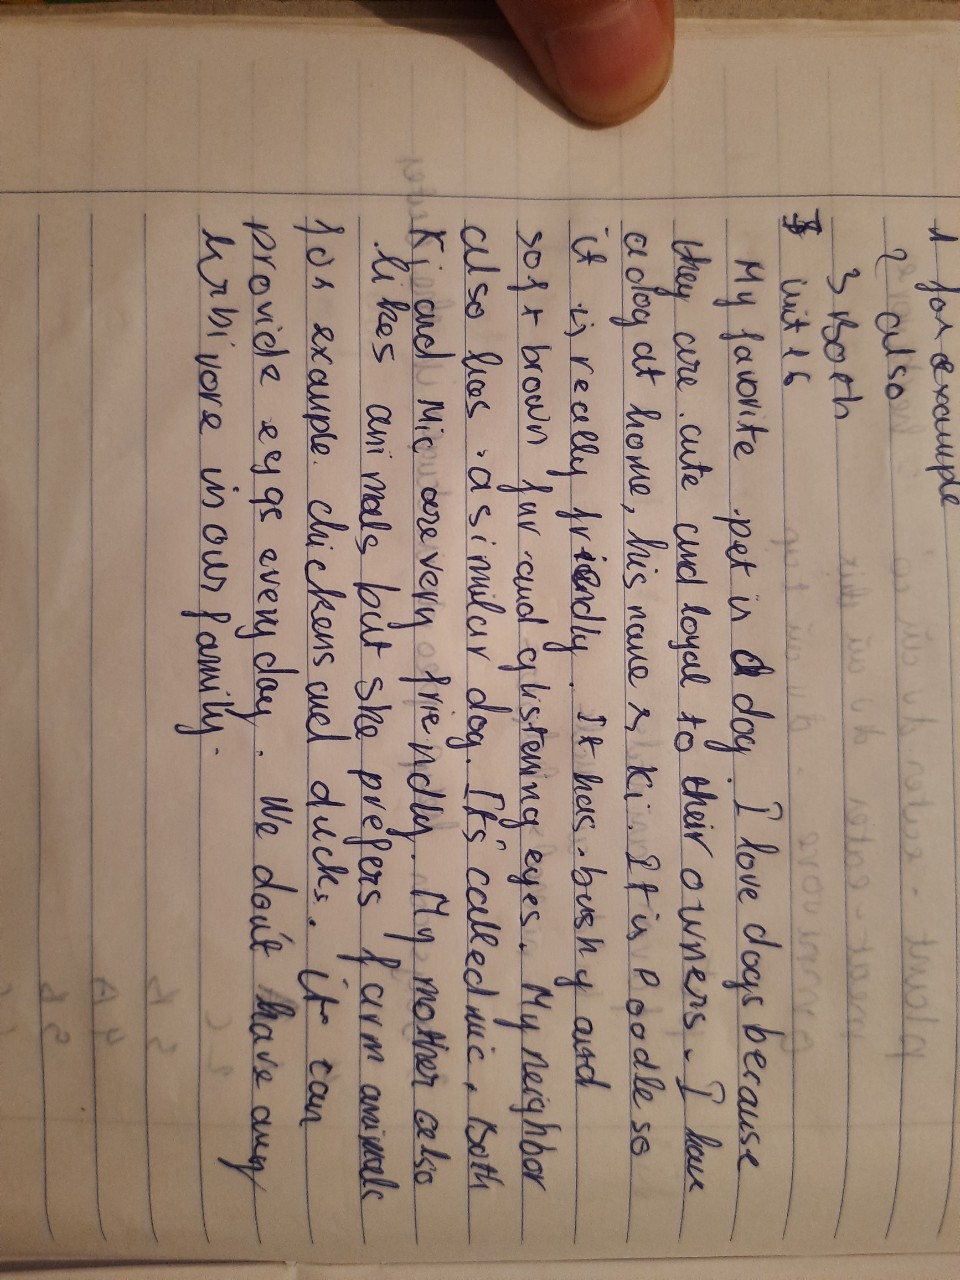 1 for example
2 also
3 Both
unit 6
My favorite pet is a dog. I love dogs because
they are cute and loyal to their owners. I have
a dog at home, his name is Ki. It is Poodle so
it is really friendly. It has bushy and
soft brown fur and glistening eyes. My neighbor
also has a similar dog. It's called mic. Both
Ki and Mic are very friendly. My mother also
likes animals but she prefers farm animals
for example. chickens and ducks. it can
provide eggs every day. We don't have any
hrbivore in our family.